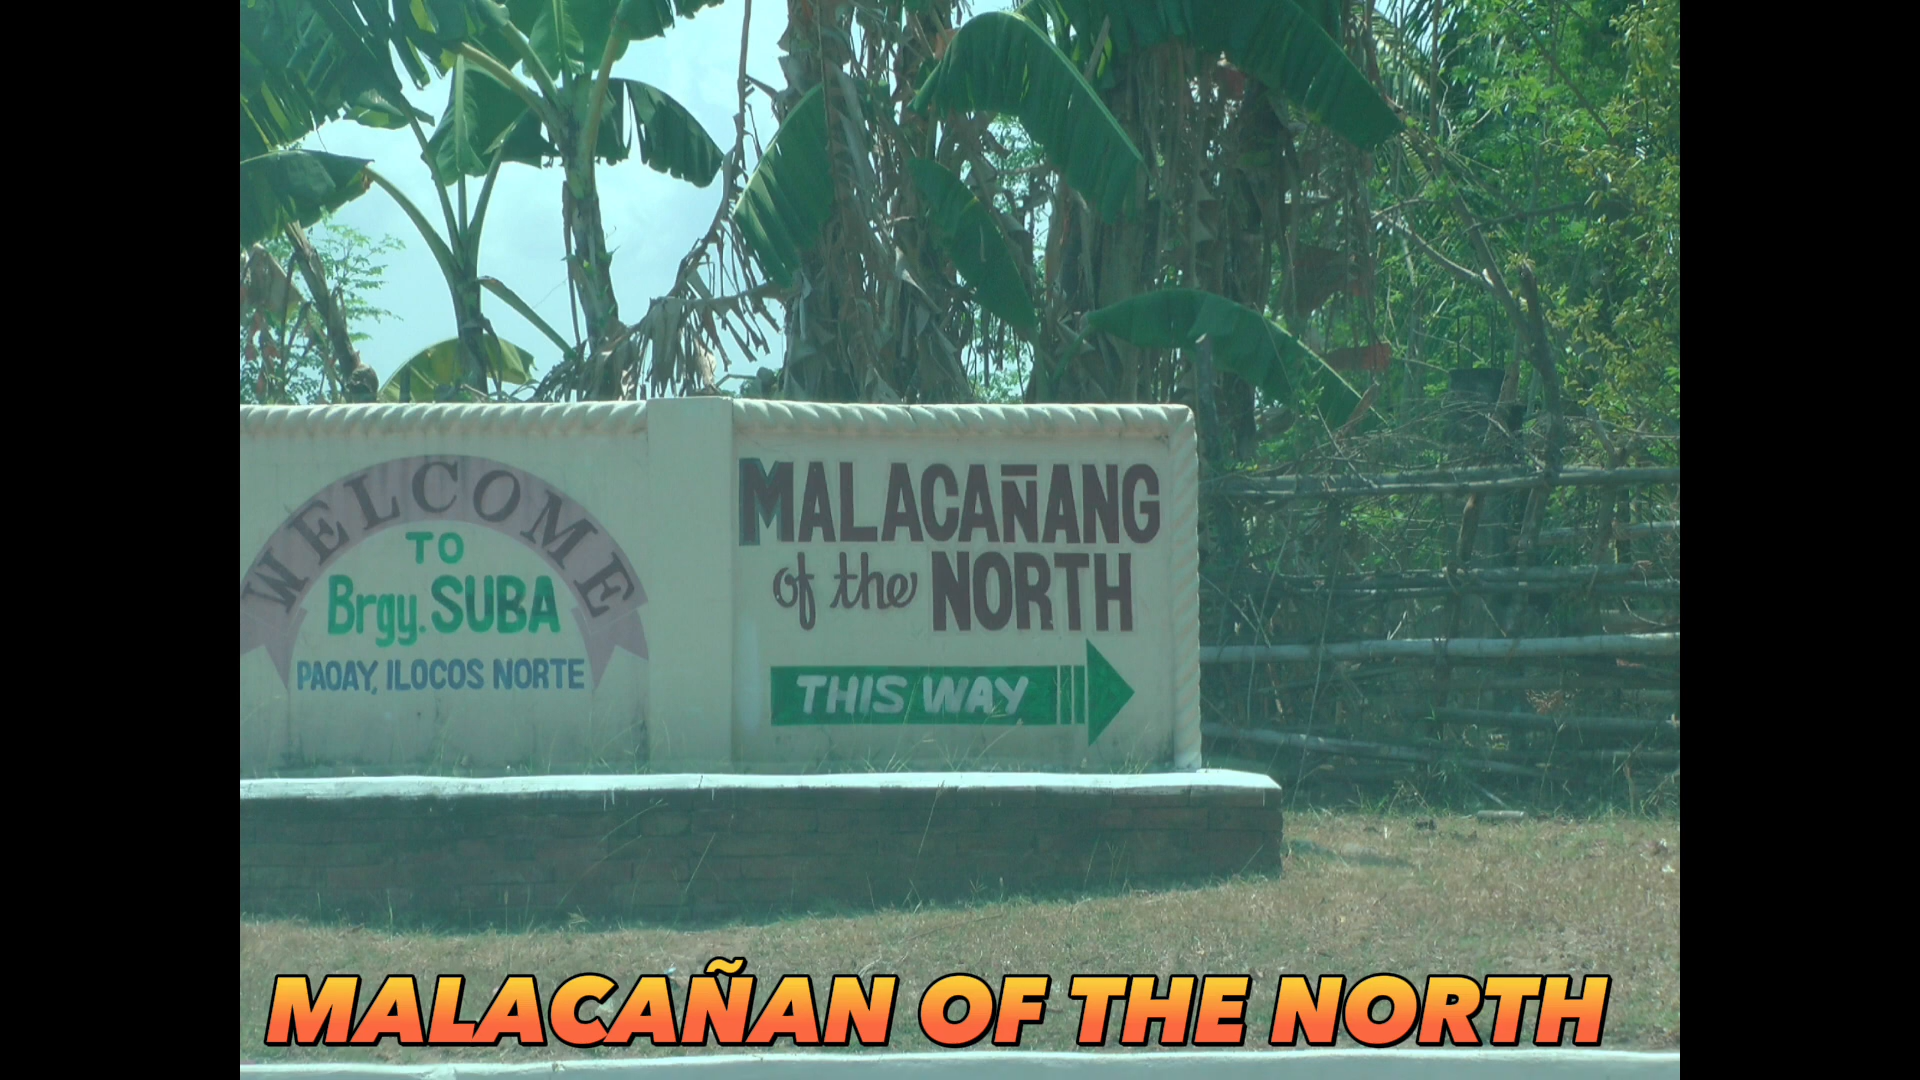 WELCOME
TO
Brgy. SUBA
PAOAY, ILOCOS NORTE
MALACAÑANG
of the NORTH
THIS WAY
MALACAÑAN OF THE NORTH